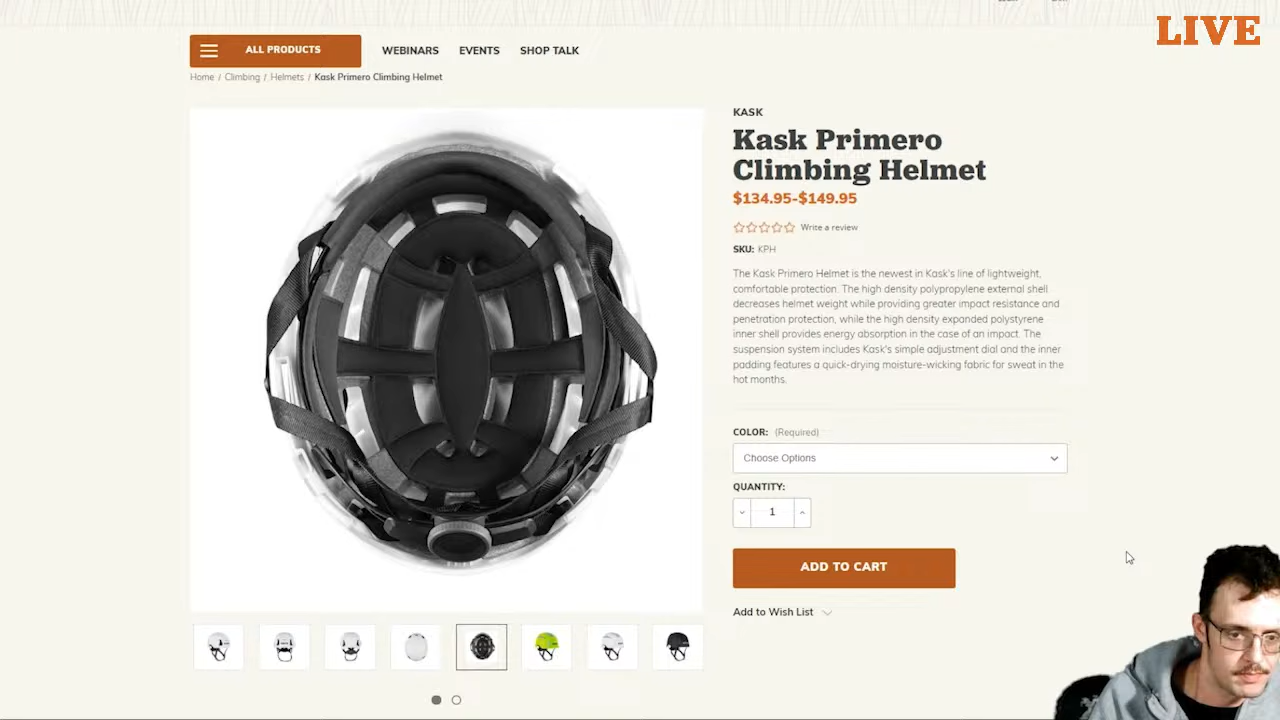 LIVE
ALL PRODUCTS
WEBINARS
EVENTS
SHOP TALK
Home / Climbing / Helmets / Kask Primero Climbing Helmet
KASK
Kask Primero
Climbing Helmet
$134.95-$149.95
Write a review
SKU: KPH
The Kask Primero Helmet is the newest in Kask's line of lightweight,
comfortable protection. The high density polypropylene external shell
decreases helmet weight while providing greater impact resistance and
penetration protection, while the high density expanded polystyrene
inner shell provides energy absorption in the case of an impact. The
suspension system includes Kask's simple adjustment dial and the inner
padding features a quick-drying moisture-wicking fabric for sweat in the
hot months.
COLOR: (Required)
Choose Options
QUANTITY:
1
ADD TO CART
Add to Wish List